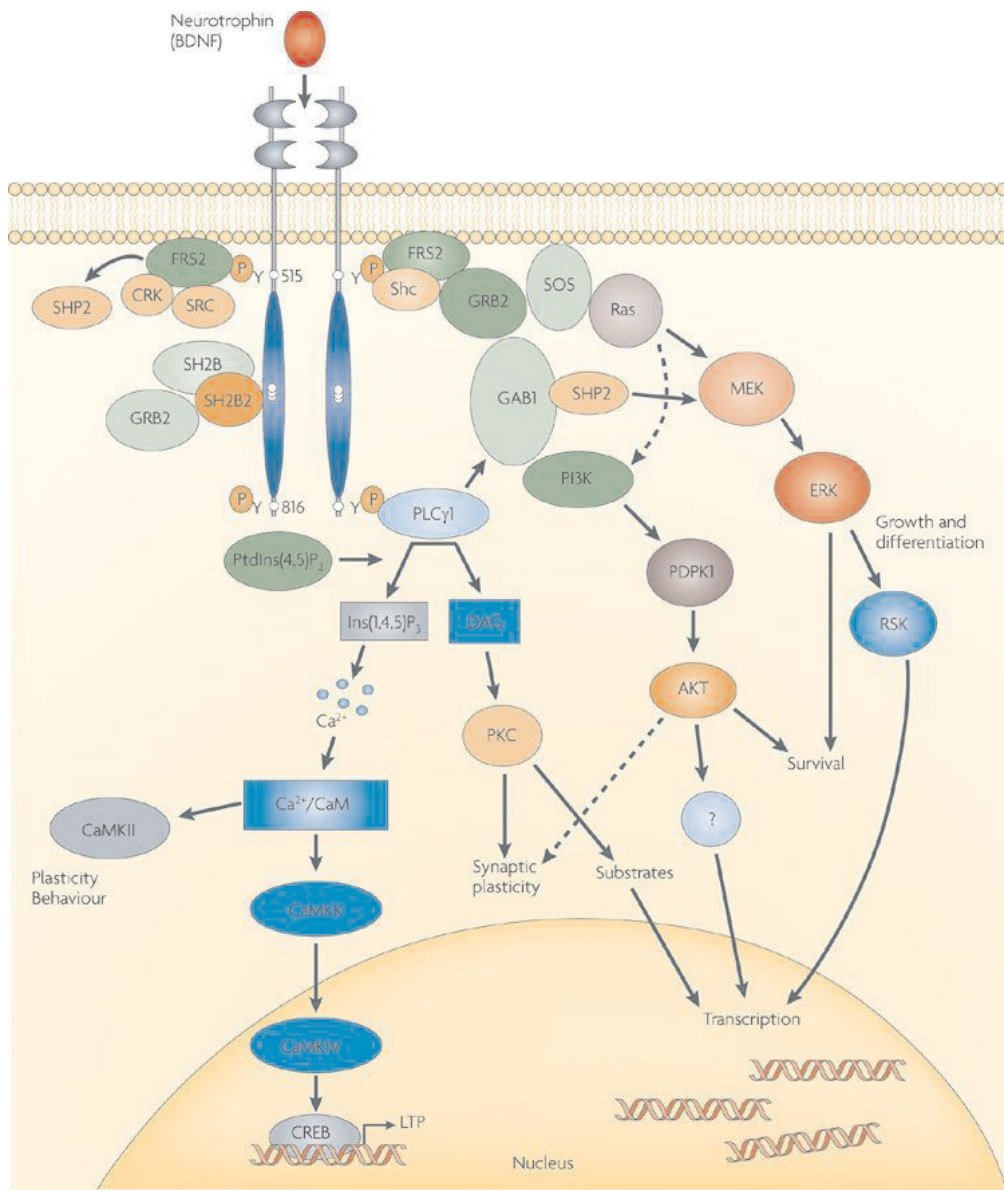 Neurotrophin
(BDNF)
FRS2
P
Y
515
Y
P
FRS2
SHP2
CRK
SRC
Shc
GRB2
SOS
Ras
SH2B
SH2B2
GRB2
GAB1
SHP2
MEK
PI3K
ERK
P
Y
816
Y
P
PLCγ1
Growth and
differentiation
PtdIns(4,5)P2
PDPK1
Ins(1,4,5)P3
DAG
RSK
AKT
Ca2+
PKC
Survival
Ca2+/CaM
CaMKII
?
Plasticity
Behaviour
Synaptic
plasticity
Substrates
CaMKK
Transcription
CaMKIV
CREB
LTP
Nucleus